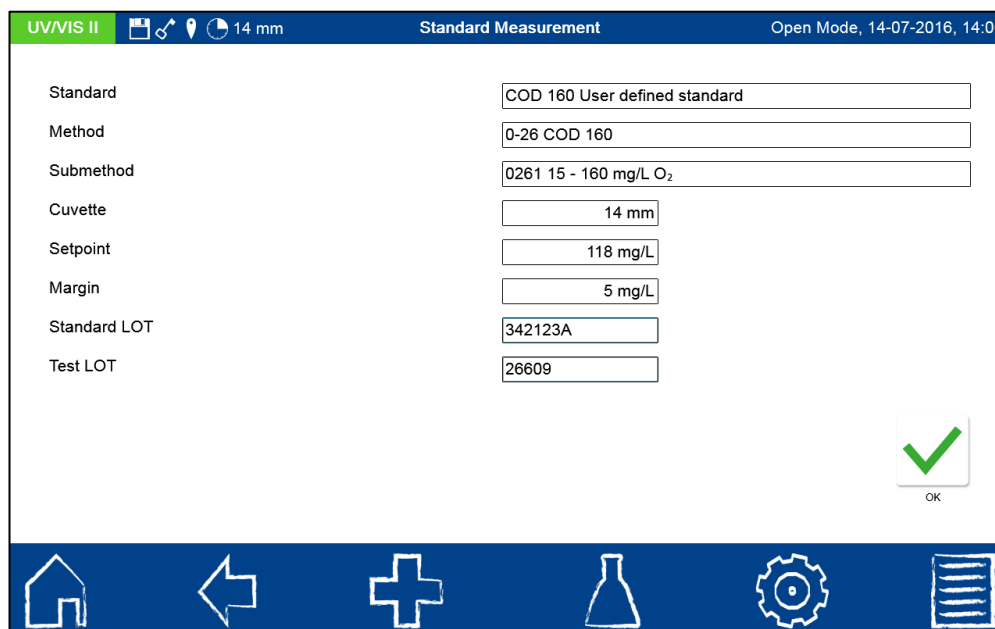 UV/VIS II 14 mm Standard Measurement Open Mode, 14-07-2016, 14:0
Standard COD 160 User defined standard
Method 0-26 COD 160
Submethod 0261 15 - 160 mg/L O₂
Cuvette 14 mm
Setpoint 118 mg/L
Margin 5 mg/L
Standard LOT 342123A
Test LOT 26609
OK